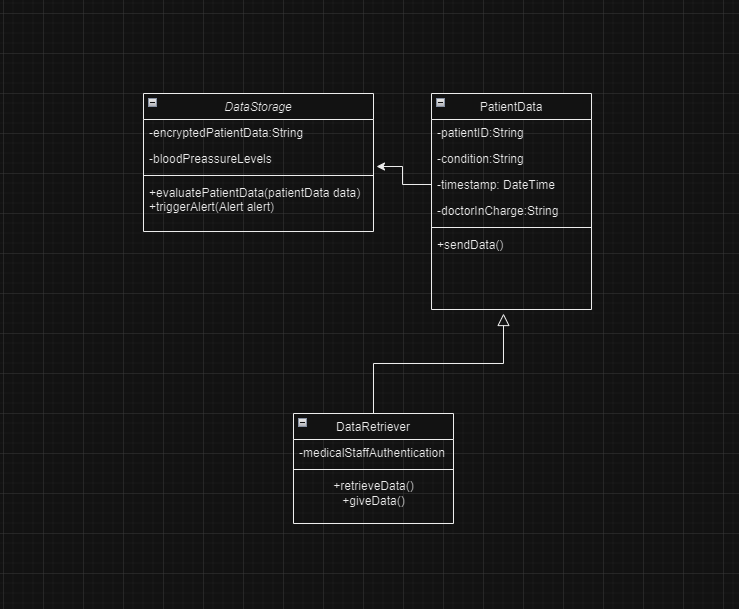 DataStorage
-encryptedPatientData:String
-bloodPreassureLevels
+evaluatePatientData(patientData data)
+triggerAlert(Alert alert)
PatientData
-patientID:String
-condition:String
-timestamp: DateTime
-doctorInCharge:String
+sendData()
DataRetriever
-medicalStaffAuthentication
+retrieveData()
+giveData()